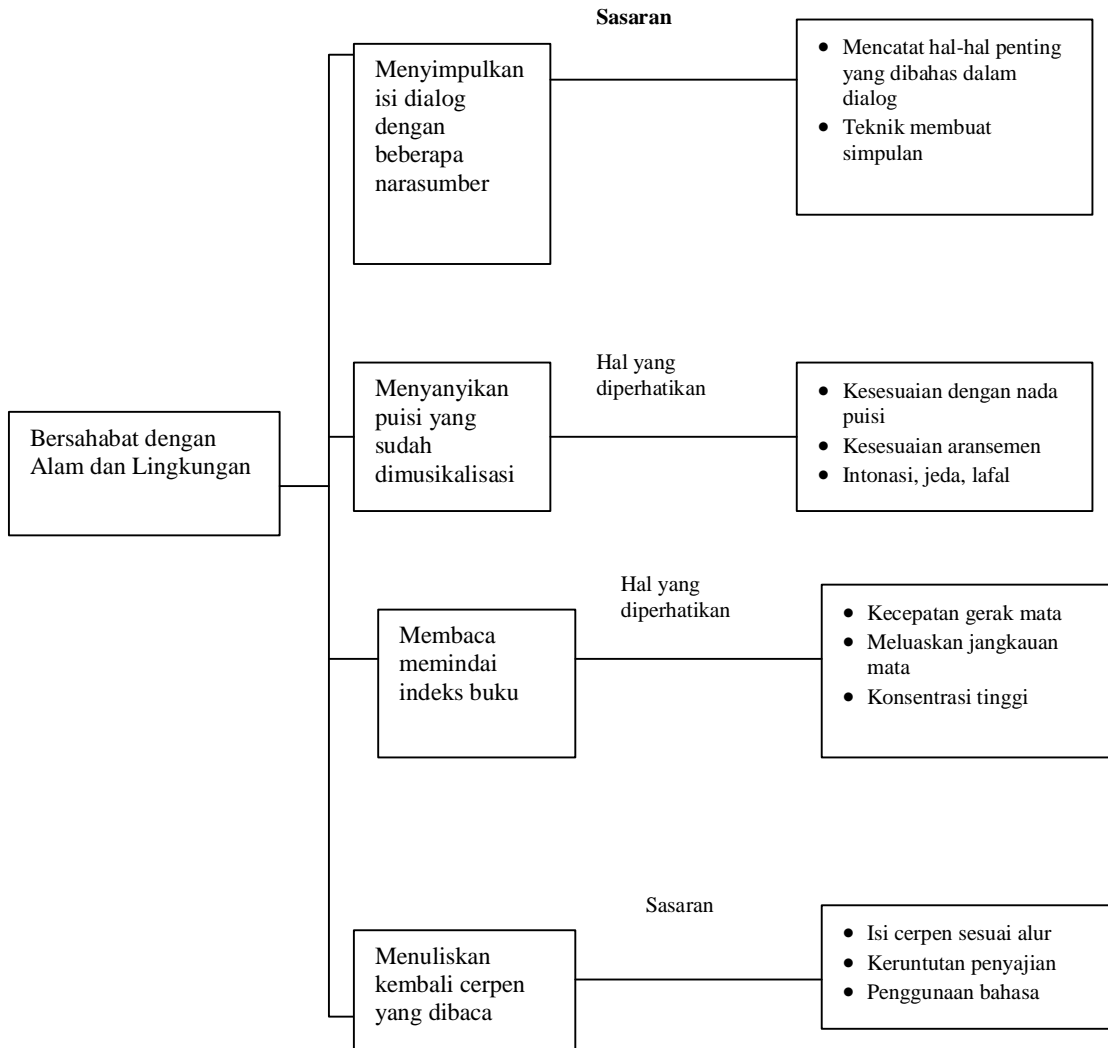 Sasaran
Menyimpulkan
isi dialog
dengan
beberapa
narasumber
• Mencatat hal-hal penting
yang dibahas dalam
dialog
• Teknik membuat
simpulan
Bersahabat dengan
Alam dan Lingkungan
Menyanyikan
puisi yang
sudah
dimusikalisasi
Hal yang
diperhatikan
• Kesesuaian dengan nada
puisi
• Kesesuaian aransemen
• Intonasi, jeda, lafal
Membaca
memindai
indeks buku
Hal yang
diperhatikan
• Kecepatan gerak mata
• Meluaskan jangkauan
mata
• Konsentrasi tinggi
Menuliskan
kembali cerpen
yang dibaca
Sasaran
• Isi cerpen sesuai alur
• Keruntutan penyajian
• Penggunaan bahasa